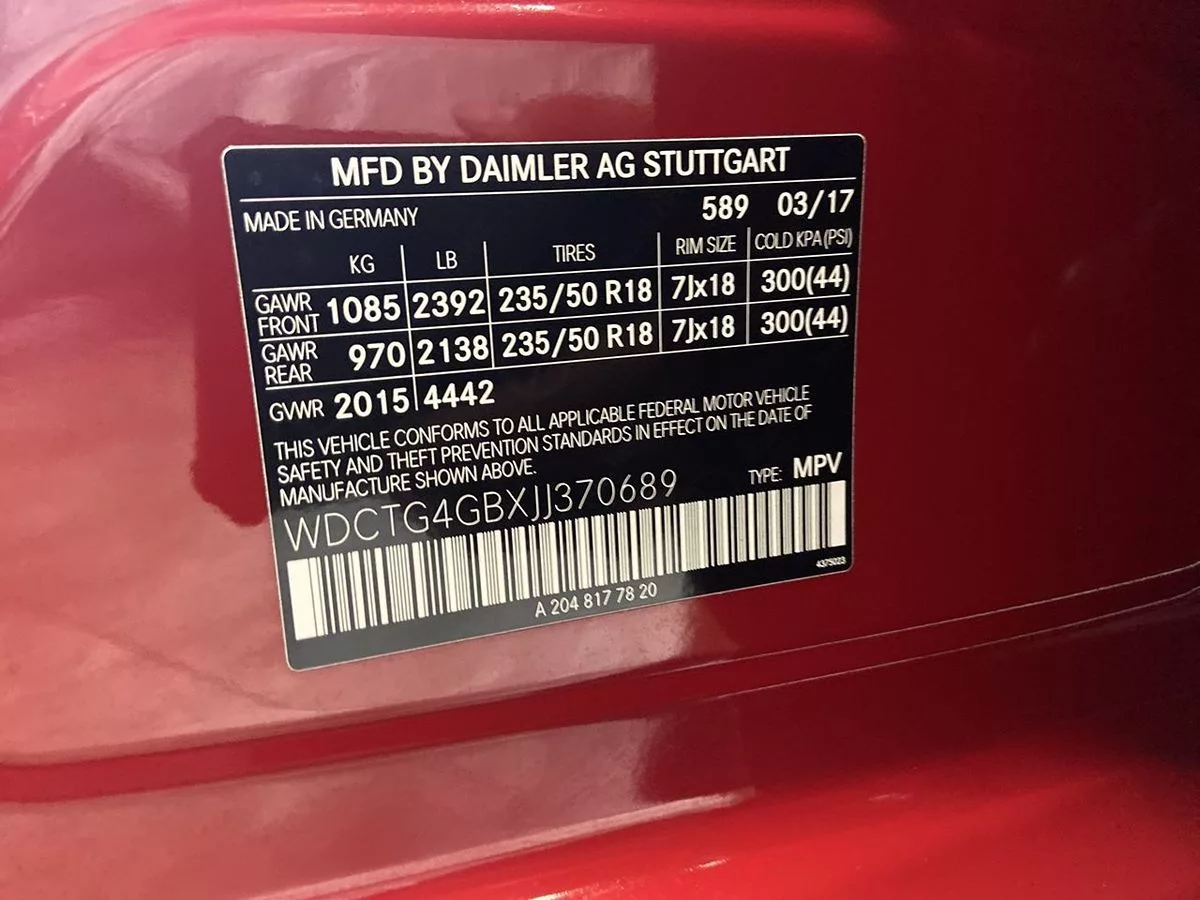 MFD BY DAIMLER AG STUTTGART
MADE IN GERMANY 589 03/17
KG LB TIRES RIM SIZE COLD KPA (PSI)
GAWR FRONT 1085 2392 235/50 R18 7Jx18 300(44)
GAWR REAR 970 2138 235/50 R18 7Jx18 300(44)
GVWR 2015 4442
THIS VEHICLE CONFORMS TO ALL APPLICABLE FEDERAL MOTOR VEHICLE
SAFETY AND THEFT PREVENTION STANDARDS IN EFFECT ON THE DATE OF
MANUFACTURE SHOWN ABOVE.
TYPE: MPV
WDCTG4GBXJJ370689
4375023
A 204 817 78 20